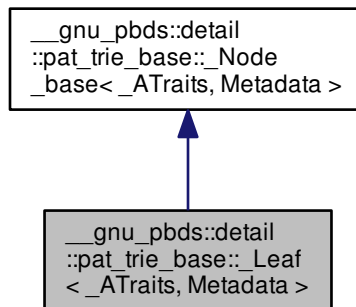 __gnu_pbds::detail
::pat_trie_base::_Node
_base< _ATraits, Metadata >
__gnu_pbds::detail
::pat_trie_base::_Leaf
< _ATraits, Metadata >